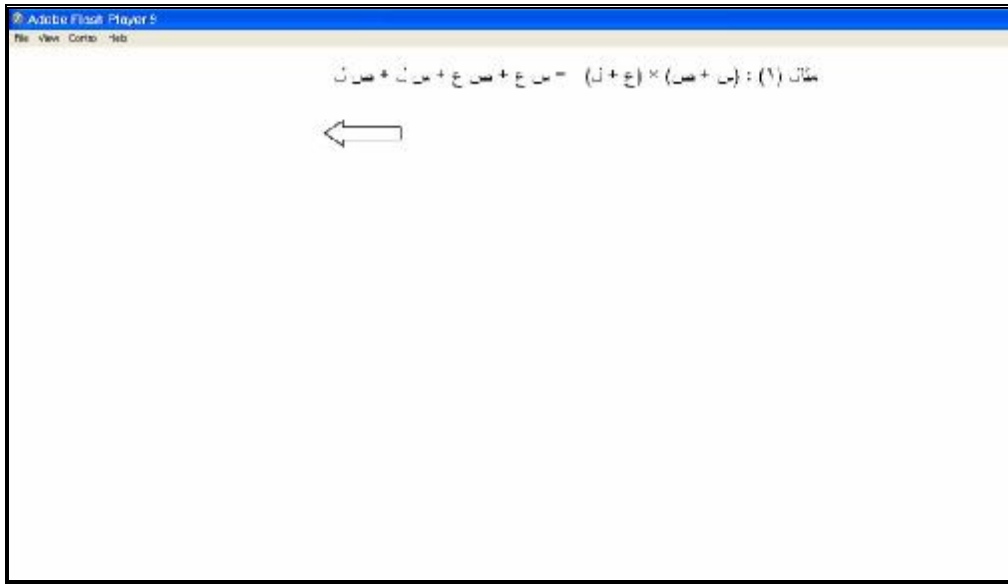 Adobe Flash Player 9
File View Control Help
مثال (١) : (س + ص) × (ع + ل) = س ع + ص ع + س ل + ص ل